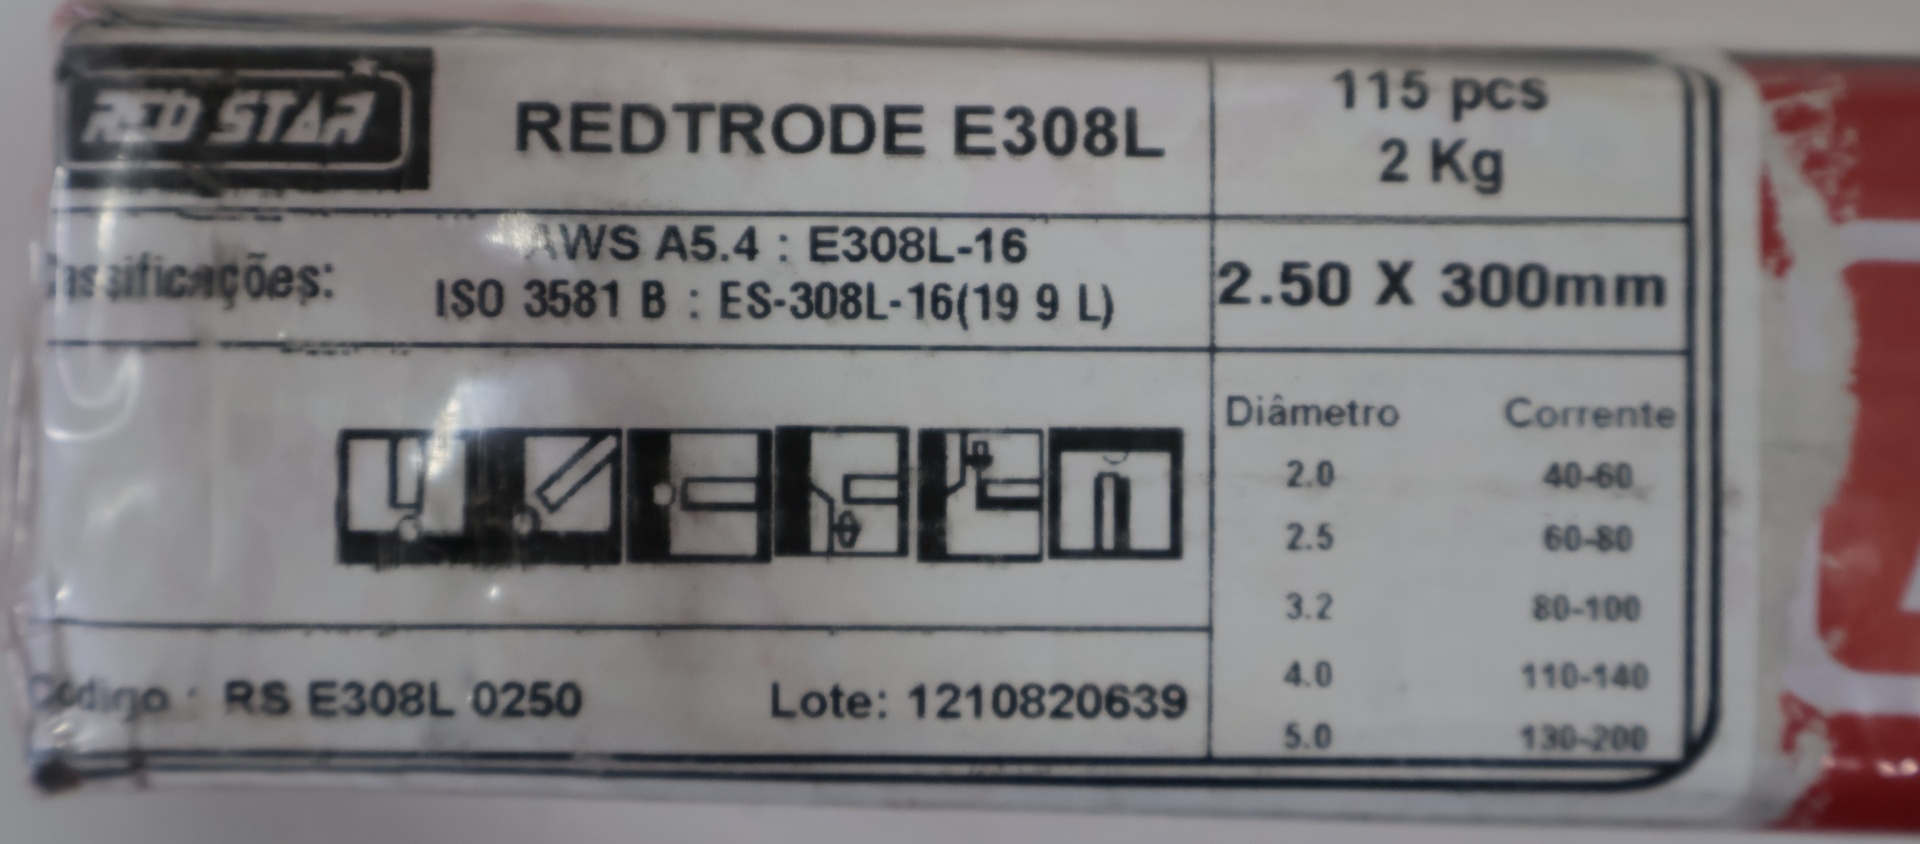 RED STAR
REDTRODE E308L
115 pcs
2 Kg
Classificações:
AWS A5.4 : E308L-16
ISO 3581 B : ES-308L-16(19 9 L)
2.50 X 300mm
Diâmetro Corrente
2.0 40-60
2.5 60-80
3.2 80-100
4.0 110-140
5.0 130-200
Código : RS E308L 0250
Lote: 1210820639